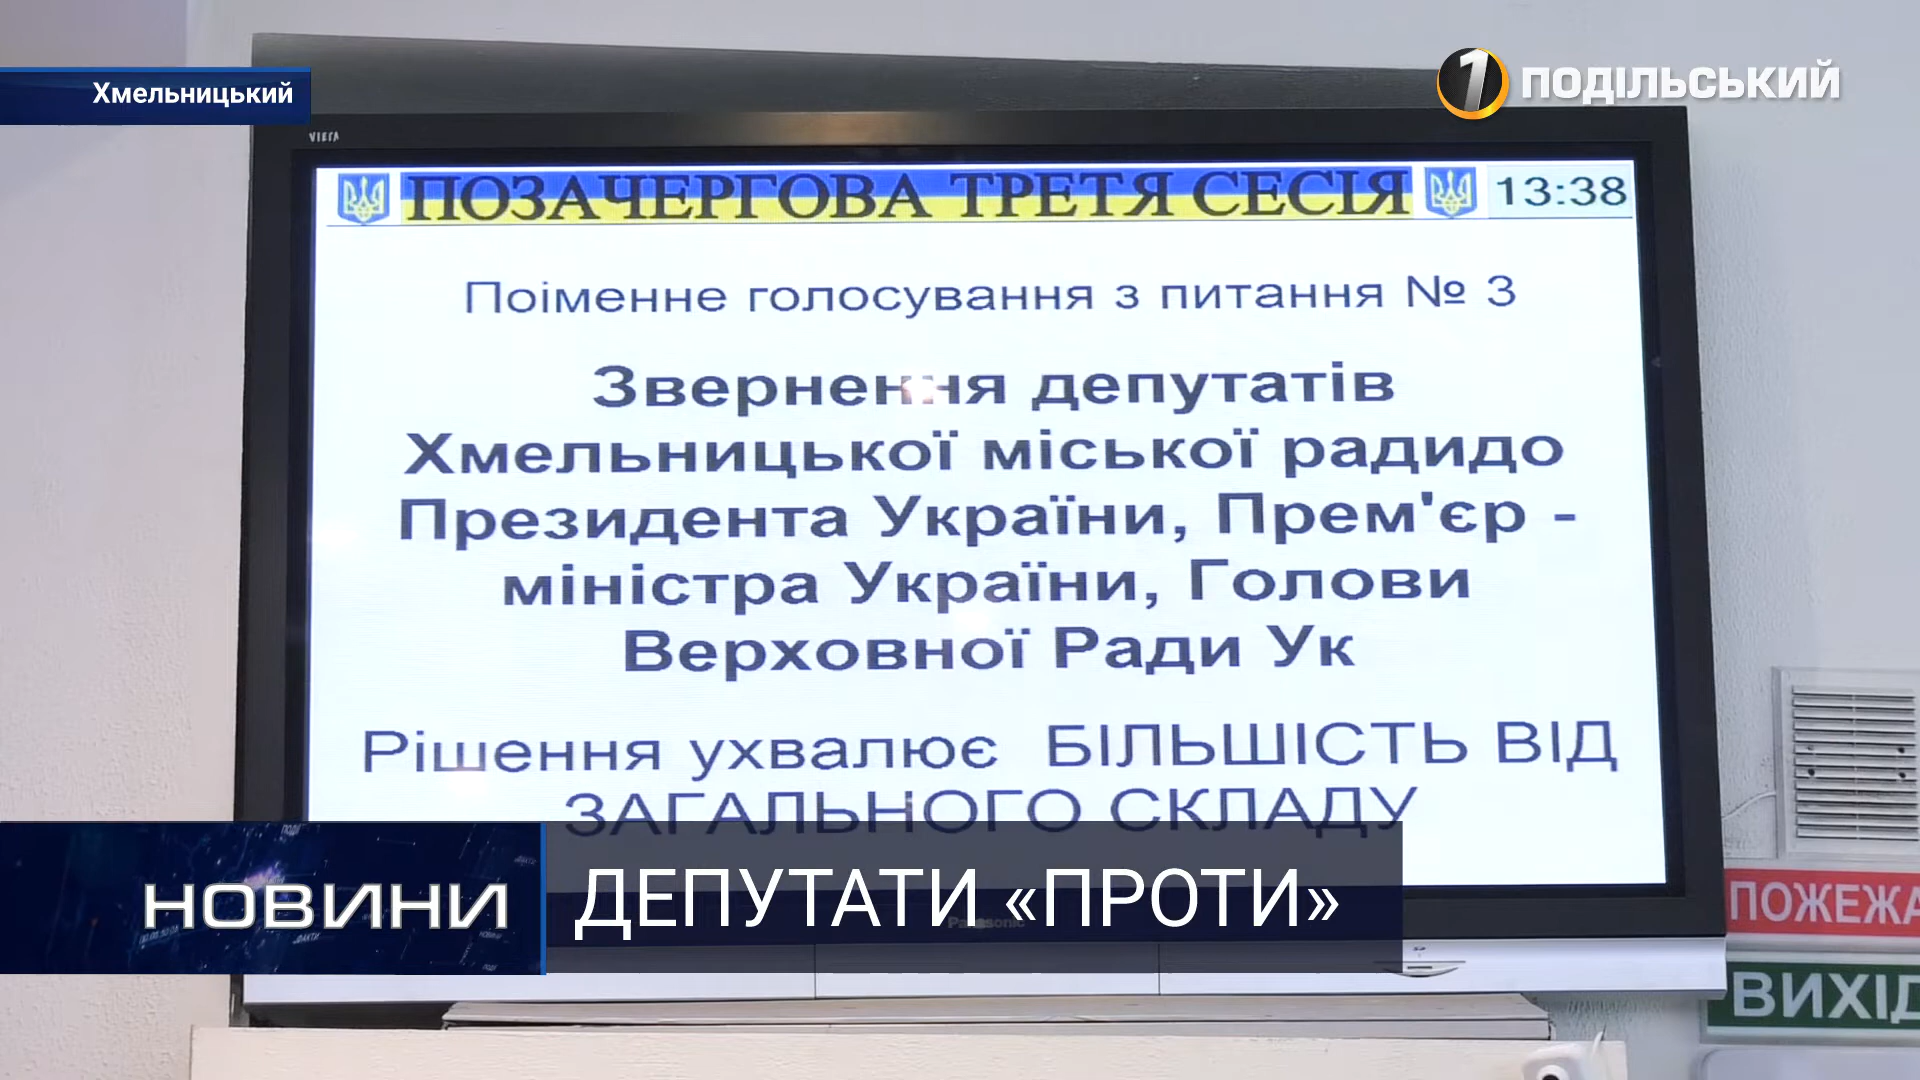 Хмельницький
1 ПОДІЛЬСЬКИЙ
VIERA
ПОЗАЧЕРГОВА ТРЕТЯ СЕСІЯ 13:38
Поіменне голосування з питання № 3
Звернення депутатів
Хмельницької міської радидо
Президента України, Прем'єр -
міністра України, Голови
Верховної Ради Ук
Рішення ухвалює БІЛЬШІСТЬ ВІД
ЗАГАЛЬНОГО СКЛАДУ
НОВИНИ
ДЕПУТАТИ «ПРОТИ»
Panasonic
ПОЖЕЖА
ВИХІД